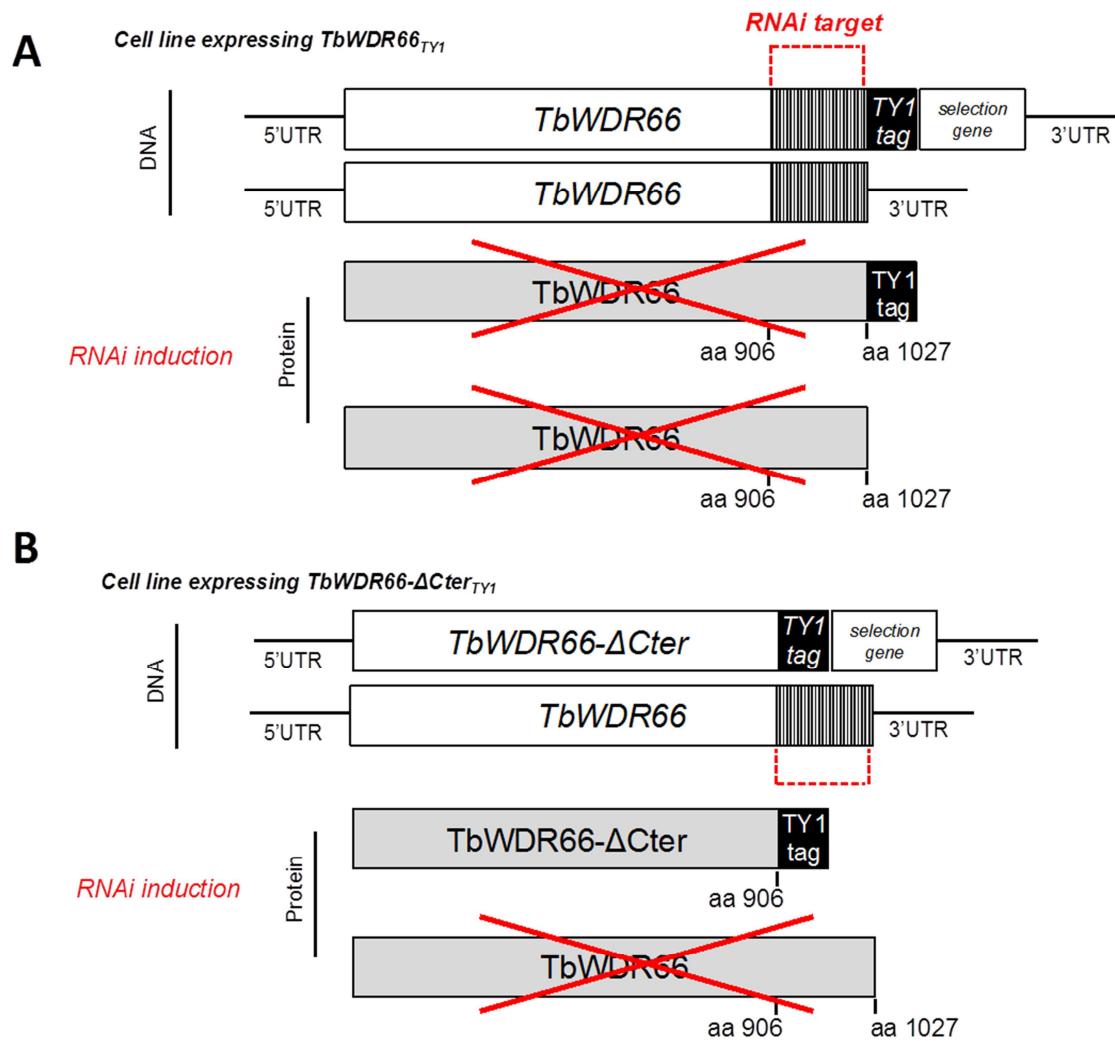 A
Cell line expressing TbWDR66TY1
RNAi target
DNA
5'UTR
TbWDR66
TY1
tag
selection
gene
3'UTR
5'UTR
TbWDR66
3'UTR
RNAi induction
Protein
TbWDR66
TY1
tag
aa 906
aa 1027
TbWDR66
aa 906
aa 1027
B
Cell line expressing TbWDR66-ΔCterTY1
DNA
5'UTR
TbWDR66-ΔCter
TY1
tag
selection
gene
3'UTR
5'UTR
TbWDR66
3'UTR
RNAi induction
Protein
TbWDR66-ΔCter
TY1
tag
aa 906
TbWDR66
aa 906
aa 1027